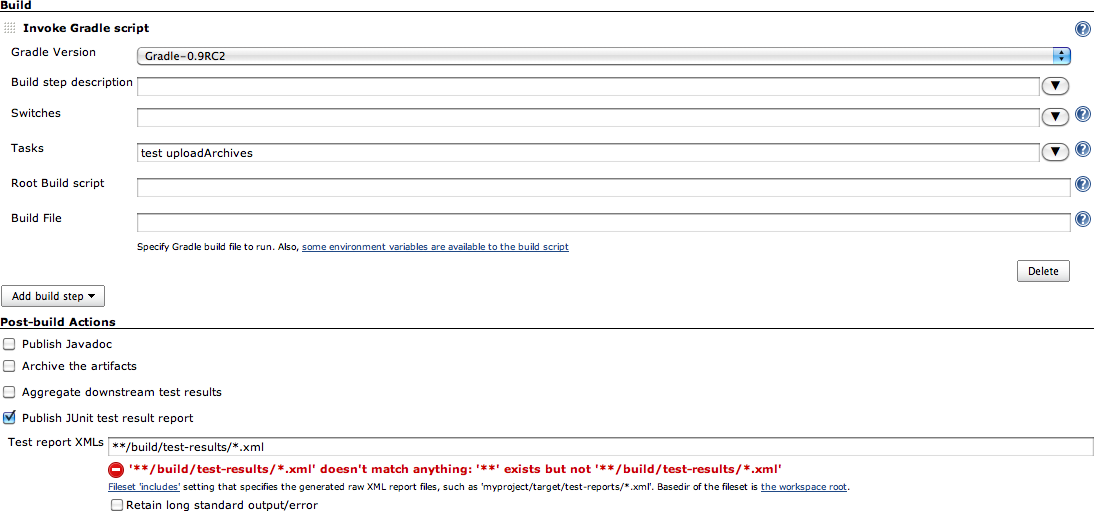 Build
Invoke Gradle script
Gradle Version
Gradle-0.9RC2
Build step description
Switches
Tasks
test uploadArchives
Root Build script
Build File
Specify Gradle build file to run. Also, some environment variables are available to the build script
Delete
Add build step
Post-build Actions
Publish Javadoc
Archive the artifacts
Aggregate downstream test results
Publish JUnit test result report
Test report XMLs **/build/test-results/*.xml
'**/build/test-results/*.xml' doesn't match anything: '**' exists but not '**/build/test-results/*.xml'
Fileset 'includes' setting that specifies the generated raw XML report files, such as 'myproject/target/test-reports/*.xml'. Basedir of the fileset is the workspace root.
Retain long standard output/error